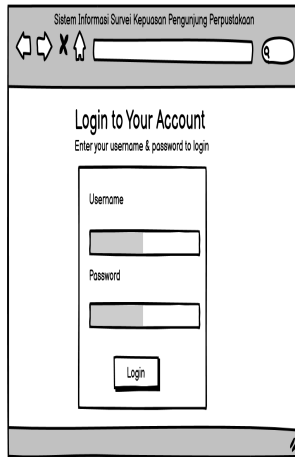 Sistem Informasi Survei Kepuasan Pengunjung Perpustakaan
Login to Your Account
Enter your username & password to login
Username
Password
Login